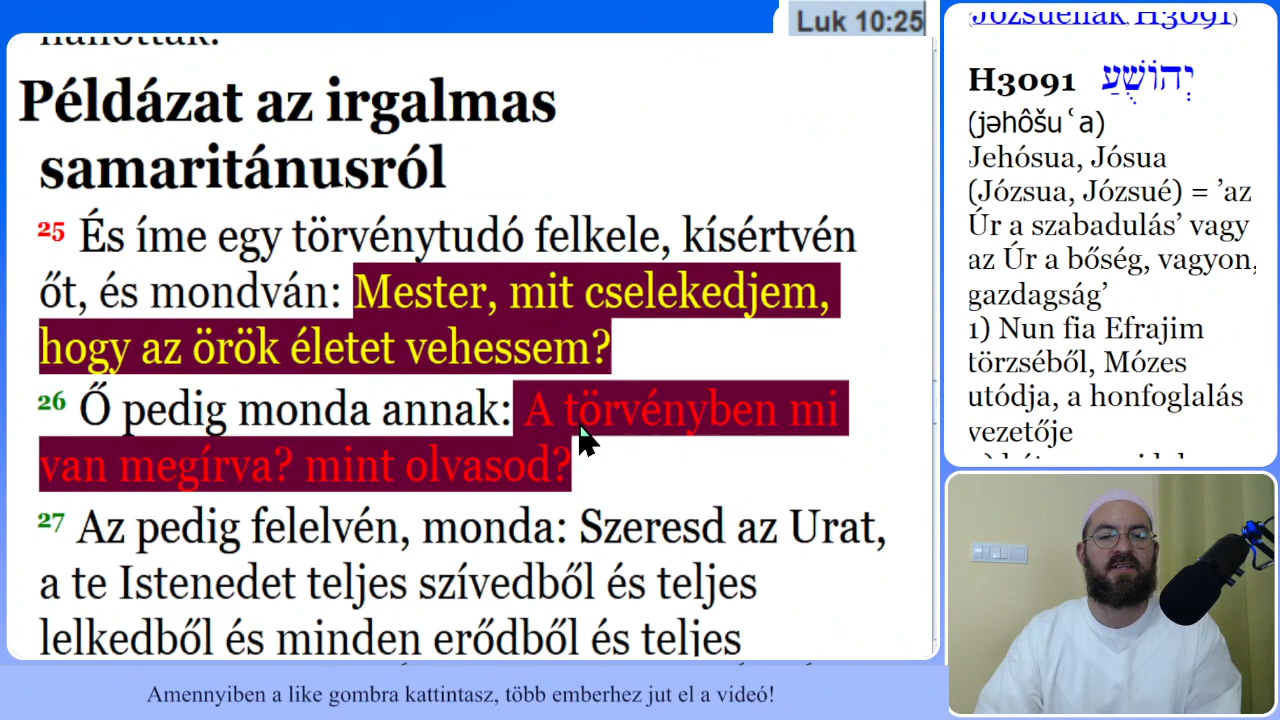 Luk 10:25
Példázat az irgalmas
samaritánusról
25 És íme egy törvénytudó felkele, kísértvén
őt, és mondván: Mester, mit cselekedjem,
hogy az örök életet vehessem?
26 Ő pedig monda annak: A törvényben mi
van megírva? mint olvasod?
27 Az pedig felelvén, monda: Szeresd az Urat,
a te Istenedet teljes szívedből és teljes
lelkedből és minden erődből és teljes
Józsuénak H3091)
H3091 יְהוֹשֻׁעַ
(jəhôšuʿa)
Jehósua, Jósua
(Józsua, Józsué) = ’az
Úr a szabadulás’ vagy
az Úr a bőség, vagyon,
gazdagság’
1) Nun fia Efrajim
törzséből, Mózes
utódja, a honfoglalás
vezetője
Amennyiben a like gombra kattintasz, több emberhez jut el a videó!